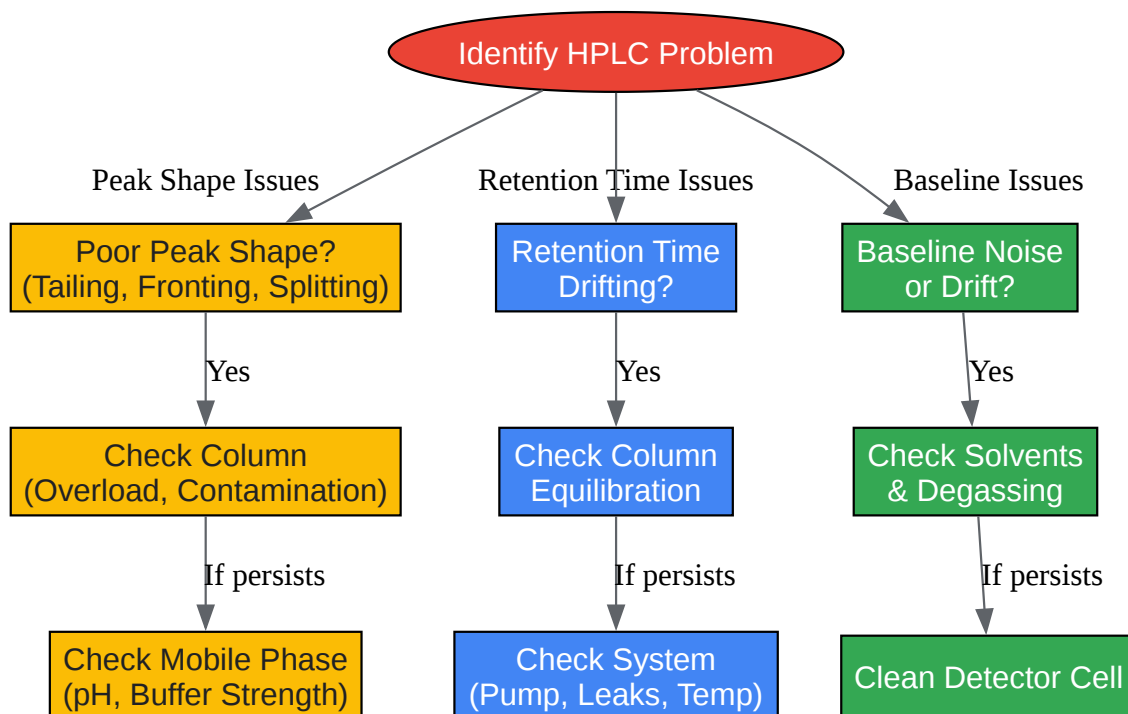 Identify HPLC Problem
Peak Shape Issues
Retention Time Issues
Baseline Issues
Poor Peak Shape?
(Tailing, Fronting, Splitting)
Retention Time
Drifting?
Baseline Noise
or Drift?
Yes
Yes
Yes
Check Column
(Overload, Contamination)
Check Column
Equilibration
Check Solvents
& Degassing
If persists
If persists
If persists
Check Mobile Phase
(pH, Buffer Strength)
Check System
(Pump, Leaks, Temp)
Clean Detector Cell